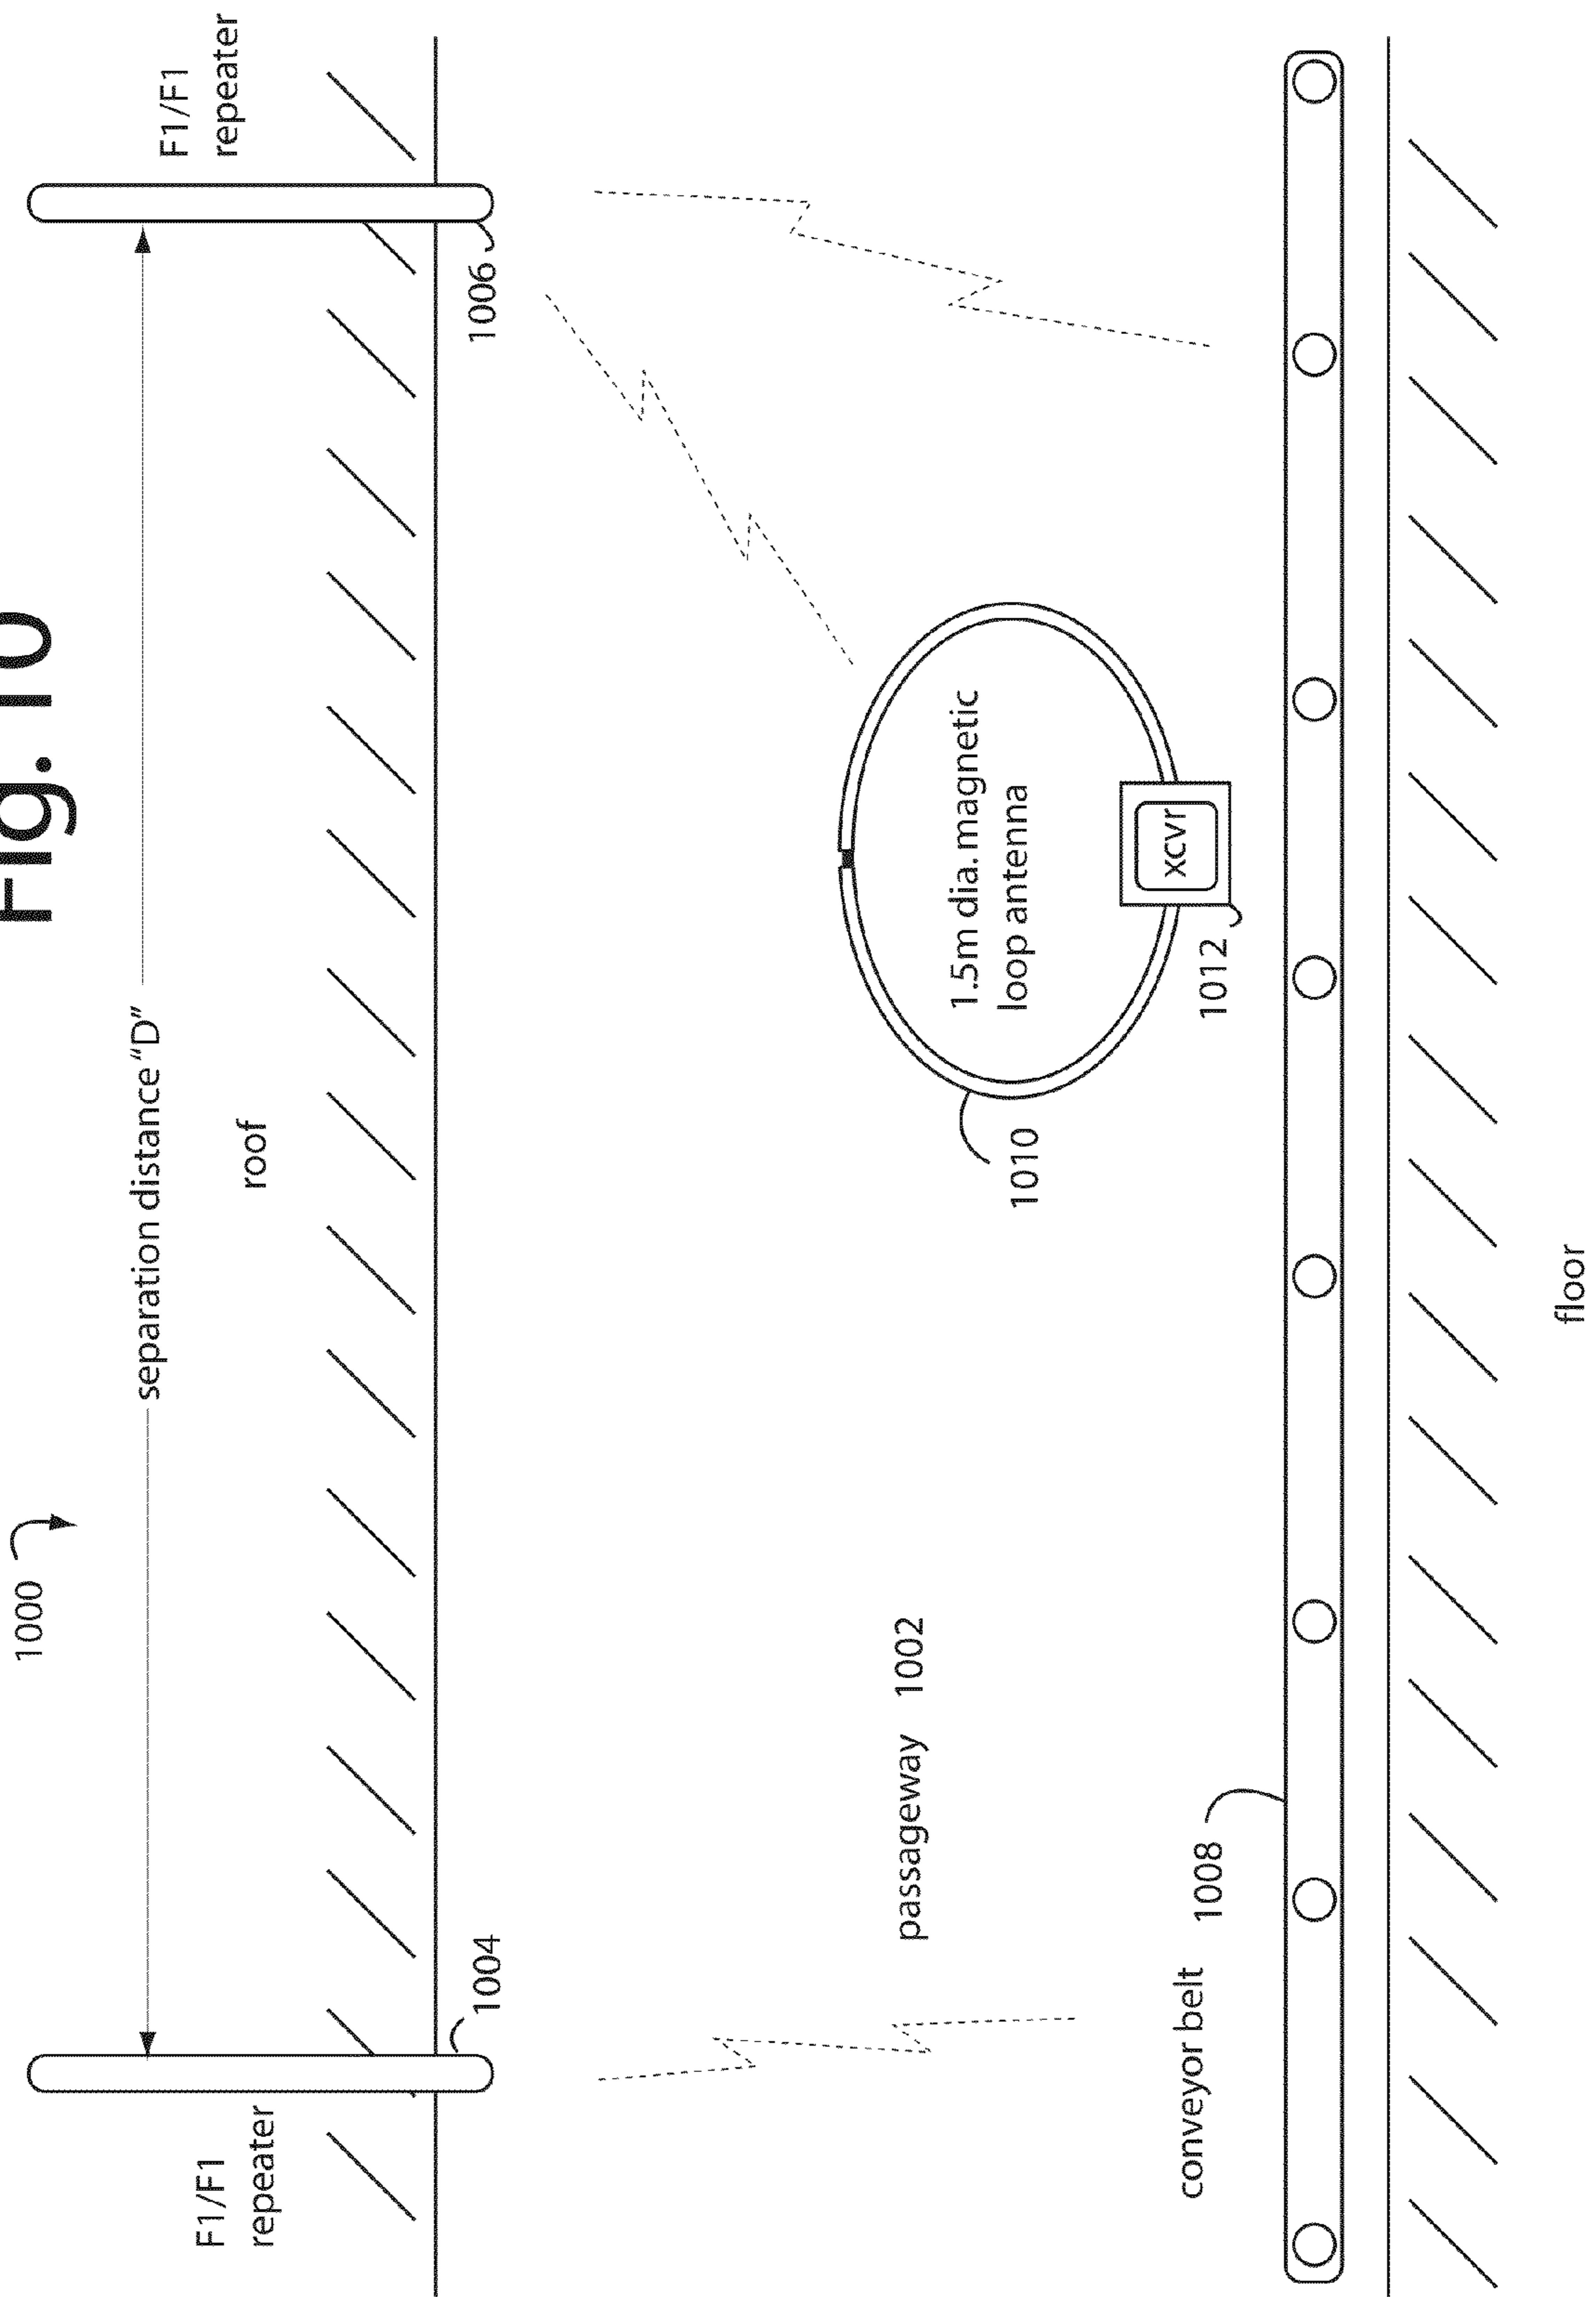 Fig. 10
1000
separation distance "D"
F1/F1
repeater
F1/F1
repeater
roof
1004
1006
passageway 1002
1.5m dia. magnetic
loop antenna
1010
xcvr
1012
conveyor belt
1008
floor